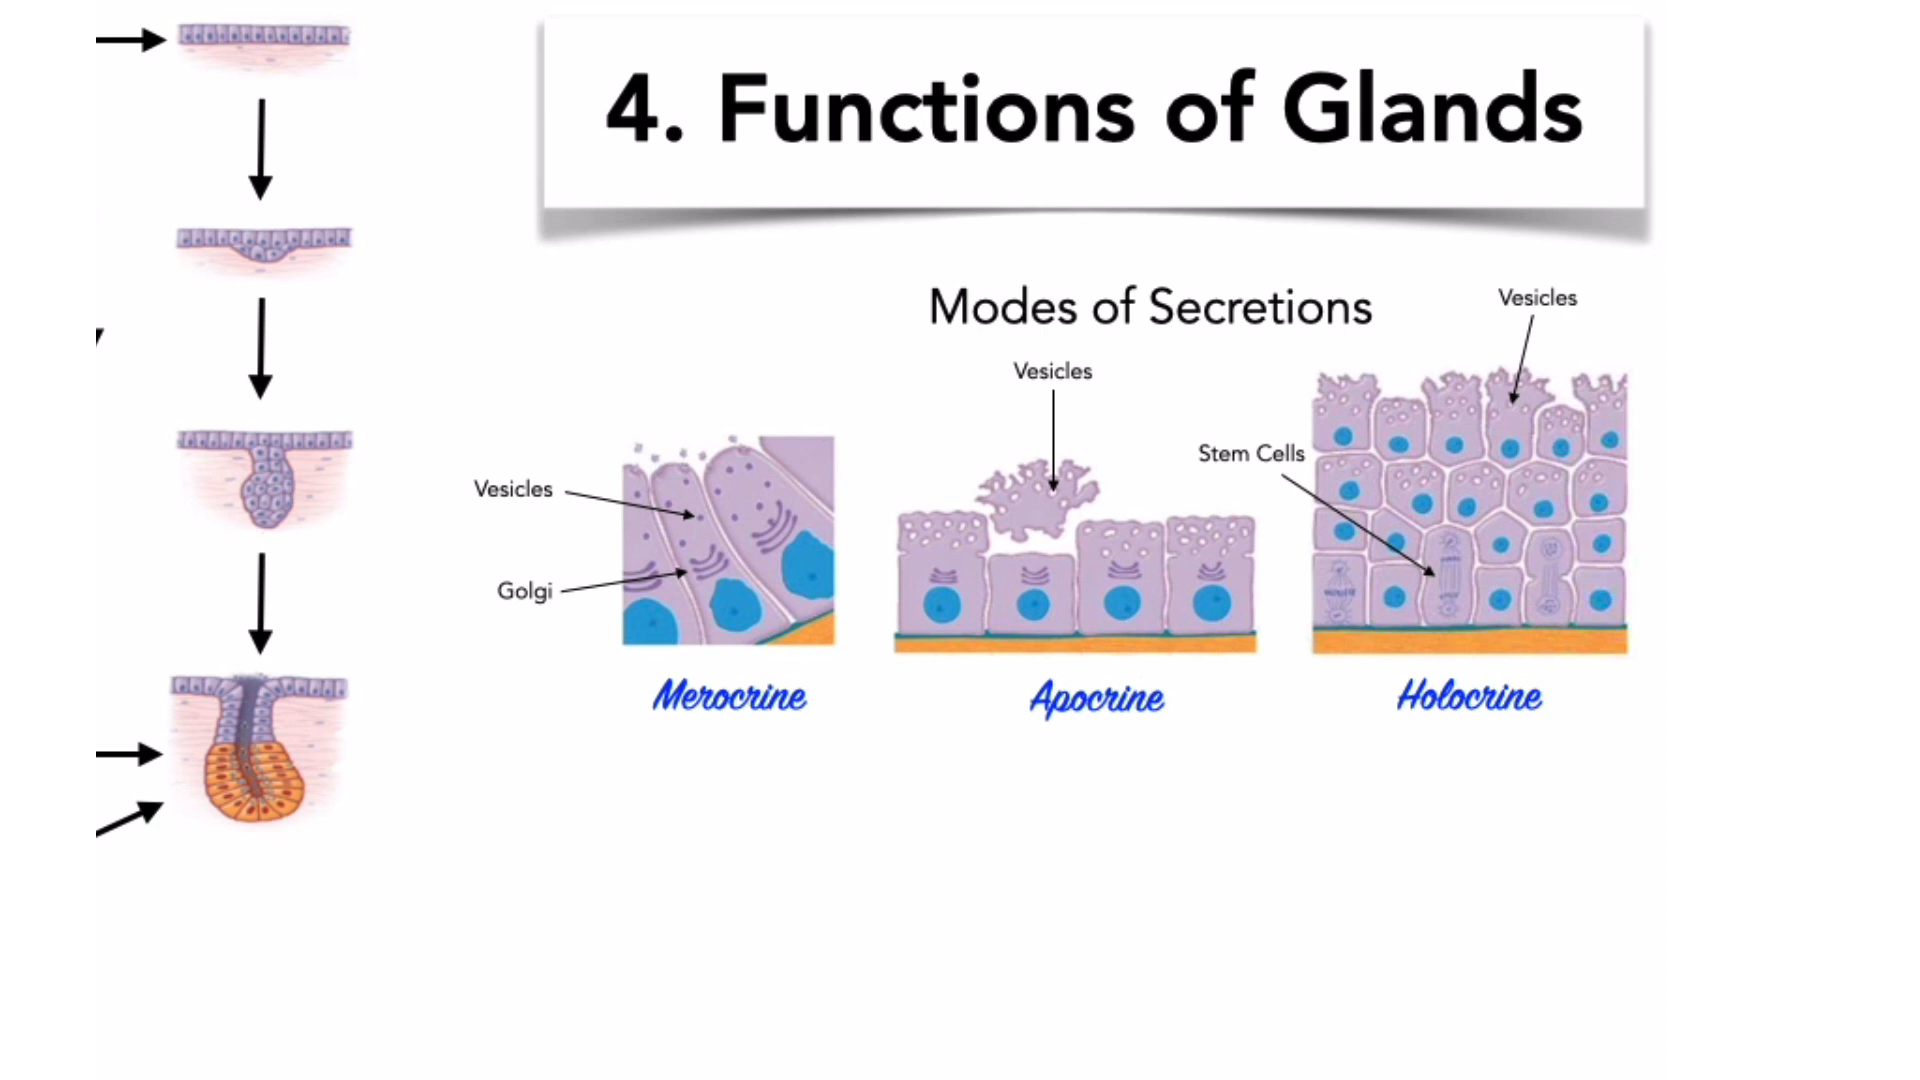 4. Functions of Glands
Modes of Secretions
Vesicles
Vesicles
Stem Cells
Vesicles
Golgi
Merocrine
Apocrine
Holocrine